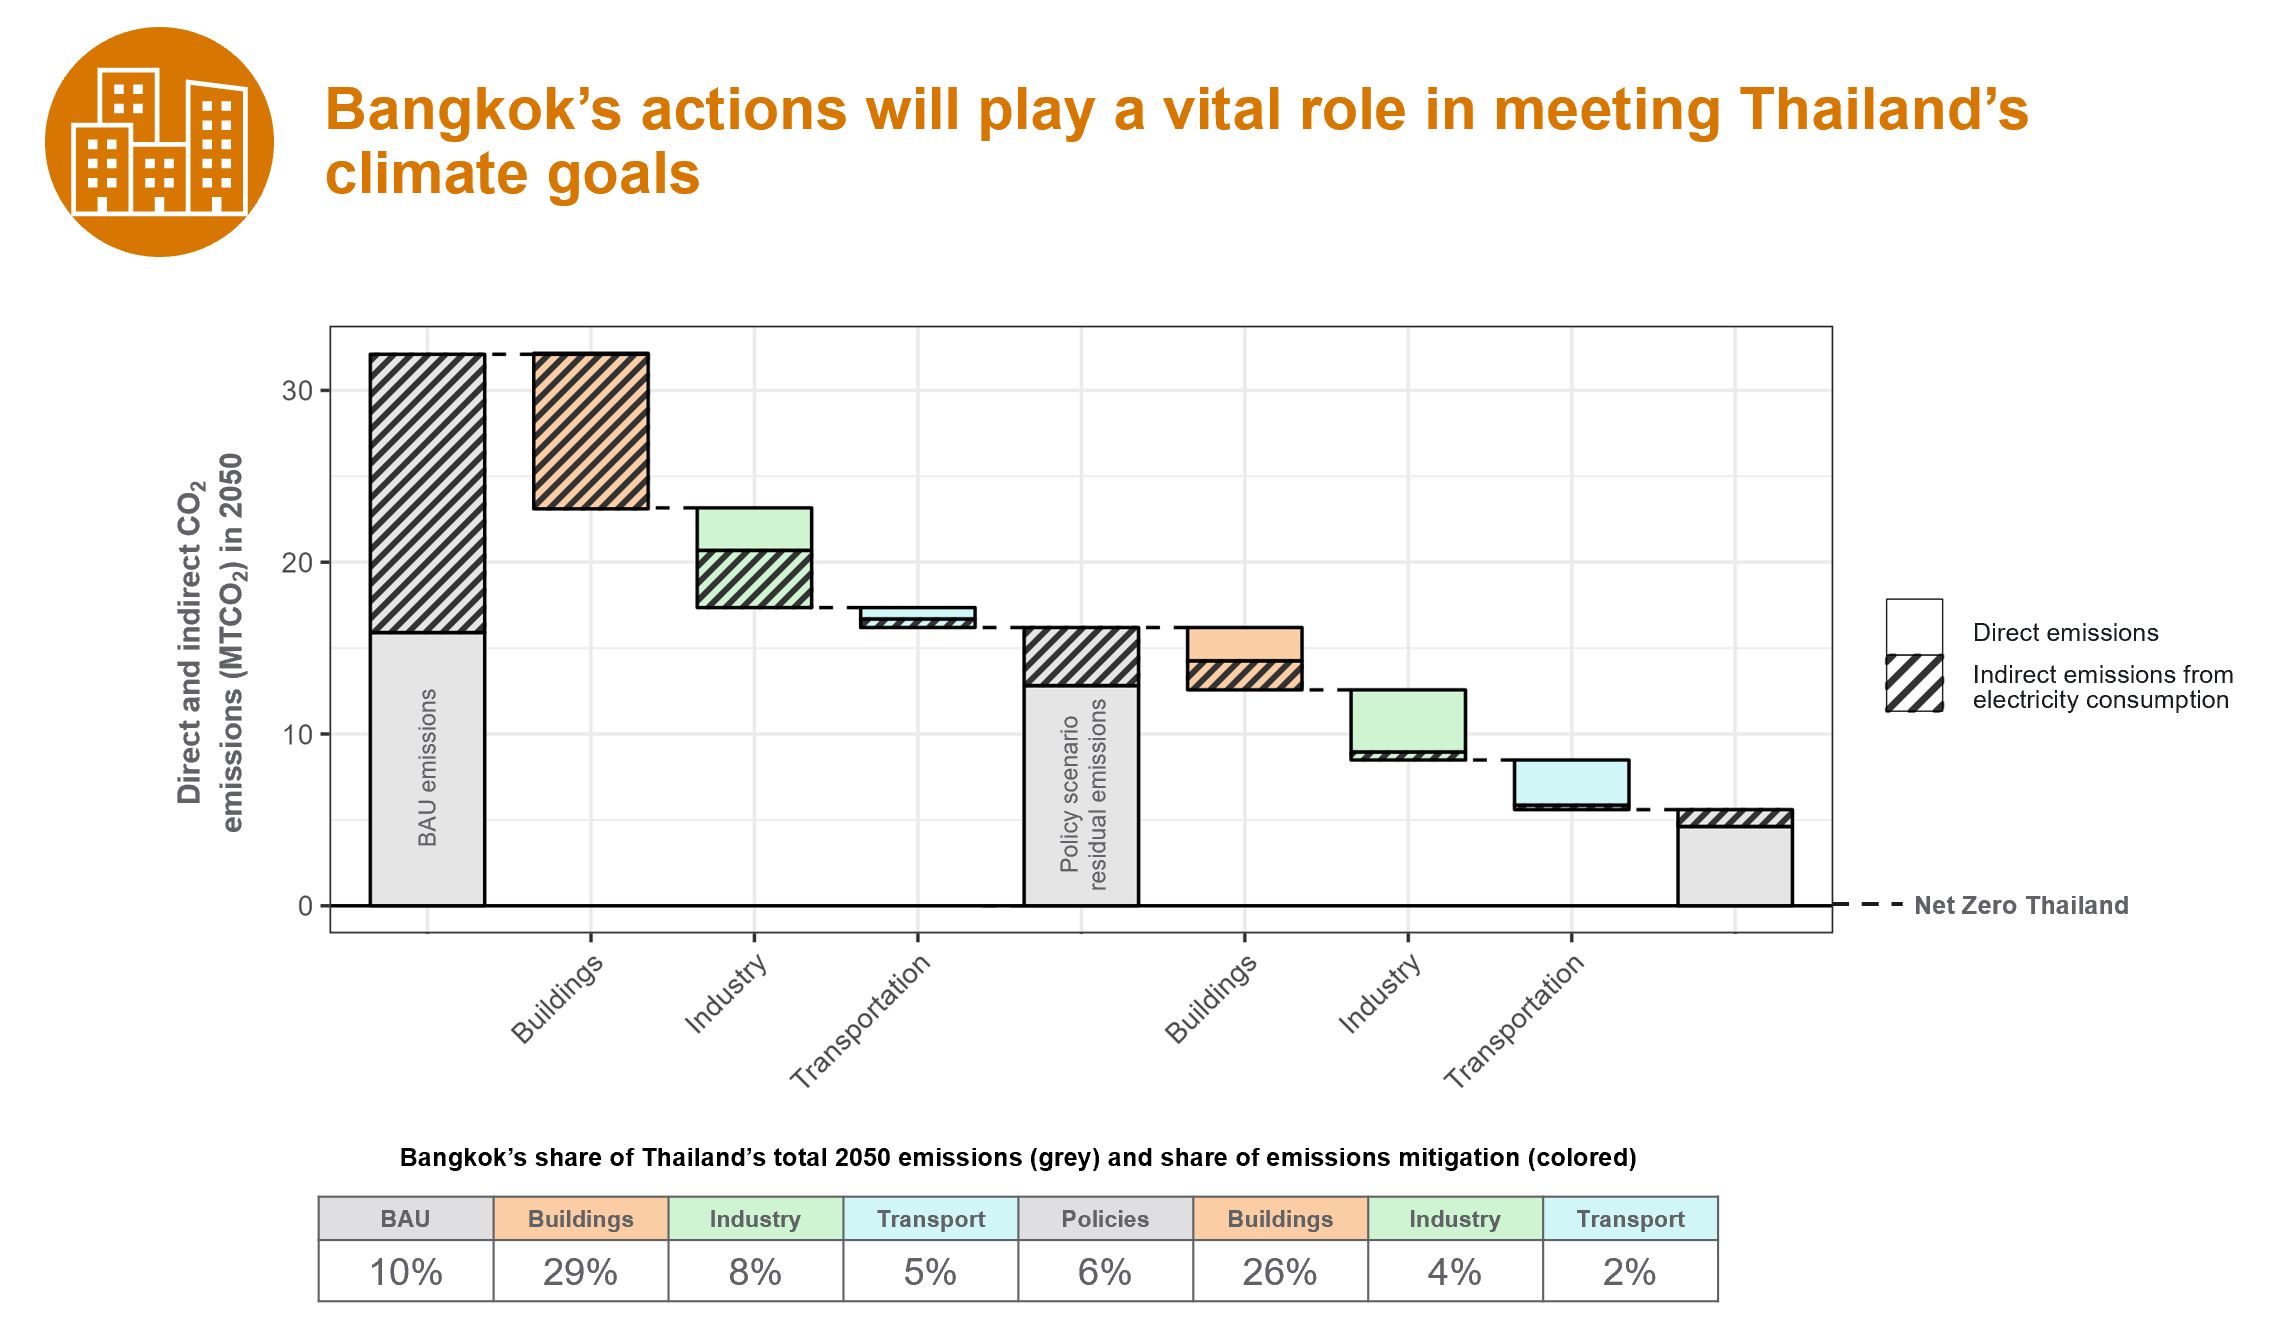 Bangkok’s actions will play a vital role in meeting Thailand’s
climate goals
Direct and indirect CO₂
emissions (MTCO₂) in 2050
30
20
10
0
BAU emissions
Policy scenario
residual emissions
Buildings
Industry
Transportation
Buildings
Industry
Transportation
Direct emissions
Indirect emissions from
electricity consumption
Net Zero Thailand
Bangkok’s share of Thailand’s total 2050 emissions (grey) and share of emissions mitigation (colored)
BAU Buildings Industry Transport Policies Buildings Industry Transport
10% 29% 8% 5% 6% 26% 4% 2%